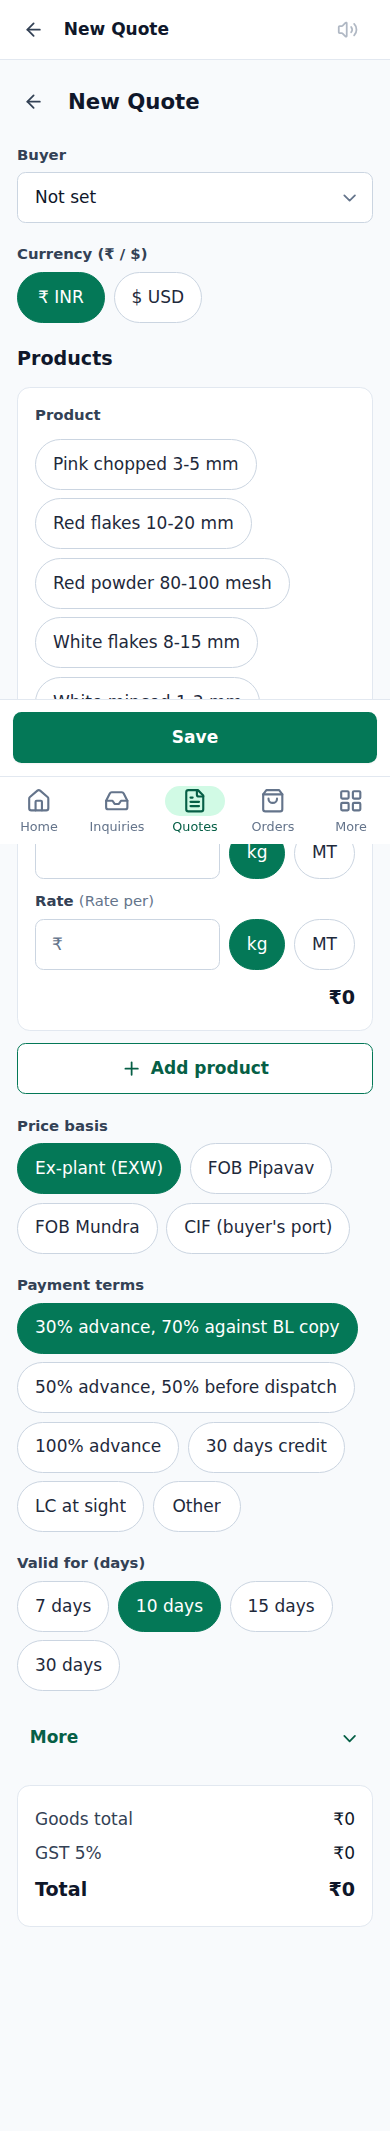 New Quote
New Quote
Buyer
Not set
Currency (₹ / $)
₹ INR
$ USD
Products
Product
Pink chopped 3-5 mm
Red flakes 10-20 mm
Red powder 80-100 mesh
White flakes 8-15 mm
White minced 1-3 mm
Save
Home
Inquiries
Quotes
Orders
More
kg
MT
Rate (Rate per)
₹
kg
MT
₹0
Add product
Price basis
Ex-plant (EXW)
FOB Pipavav
FOB Mundra
CIF (buyer's port)
Payment terms
30% advance, 70% against BL copy
50% advance, 50% before dispatch
100% advance
30 days credit
LC at sight
Other
Valid for (days)
7 days
10 days
15 days
30 days
More
Goods total ₹0
GST 5% ₹0
Total ₹0